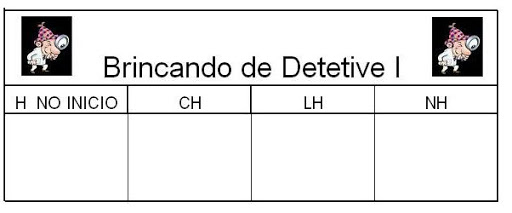 Brincando de Detetive I
H NO INICIO CH LH NH